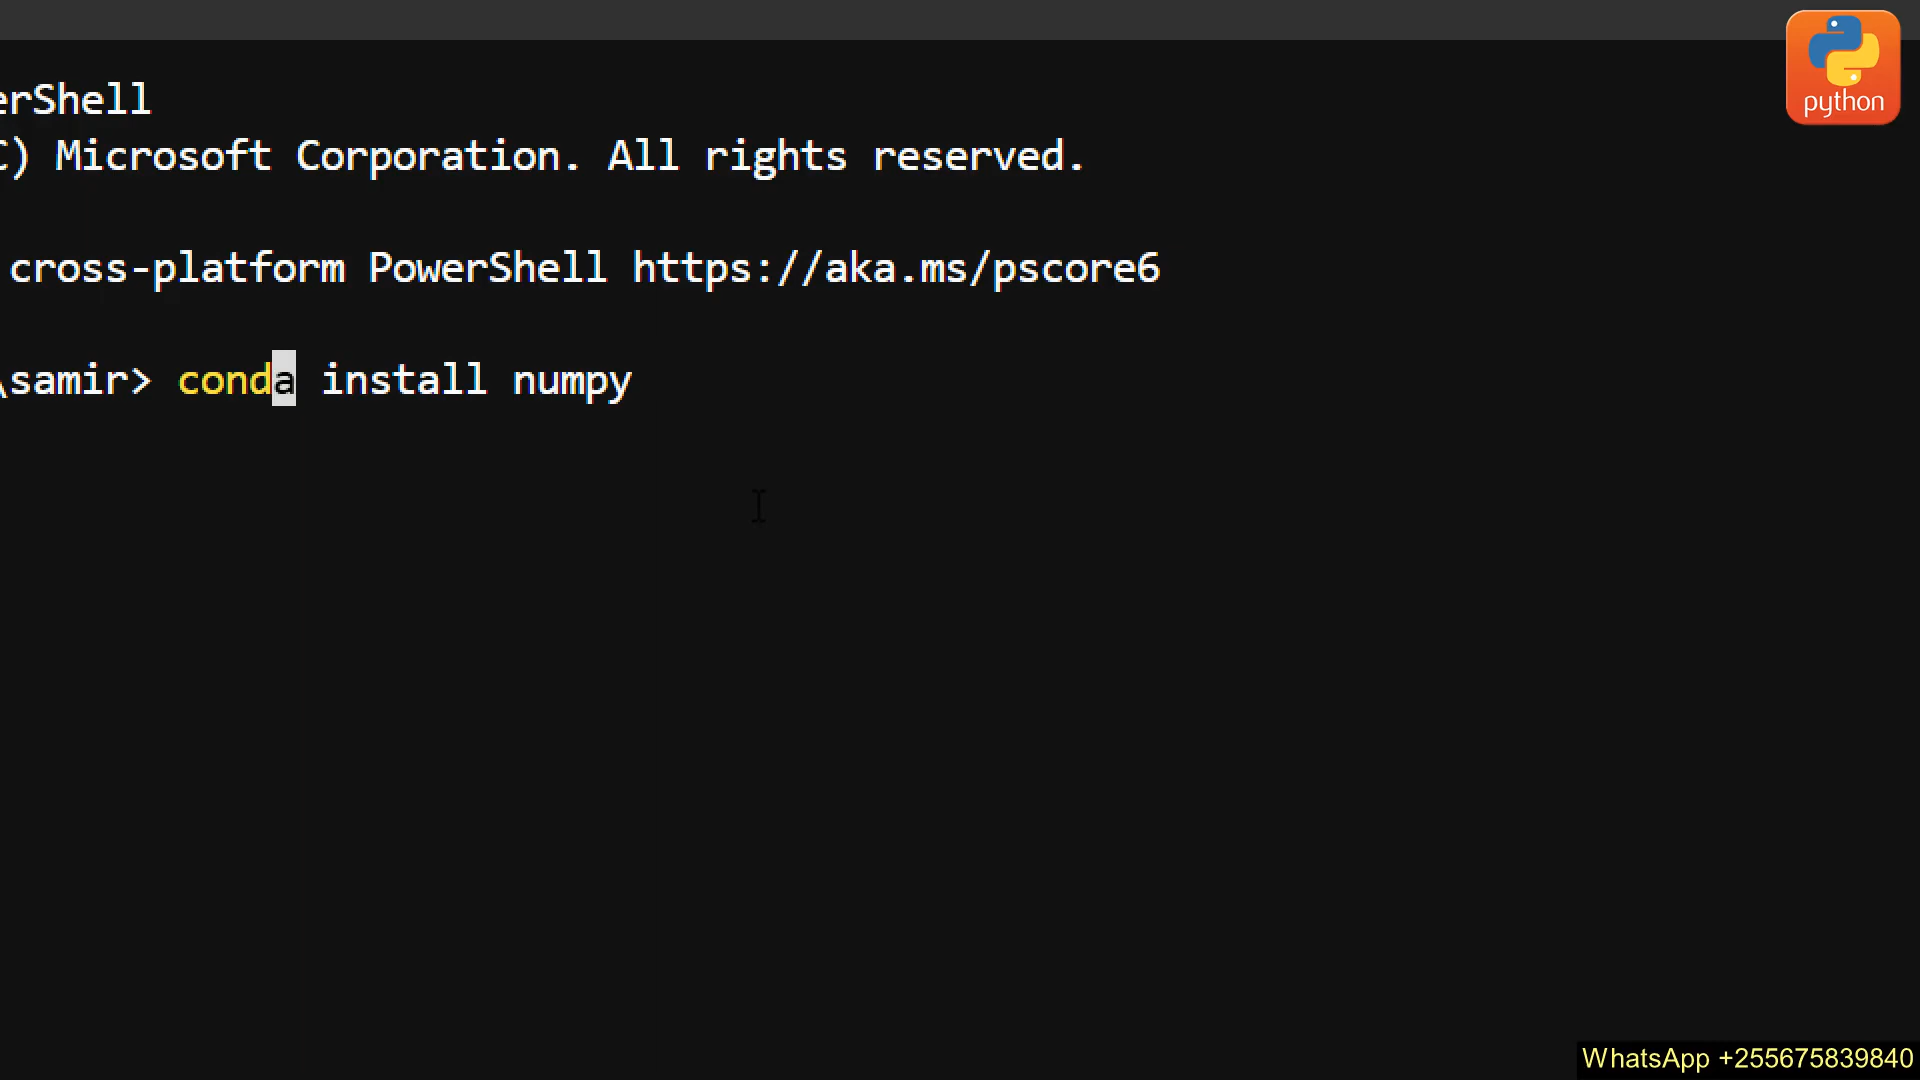 python
erShell
C) Microsoft Corporation. All rights reserved.
cross-platform PowerShell https://aka.ms/pscore6
\samir> conda install numpy
WhatsApp +255675839840